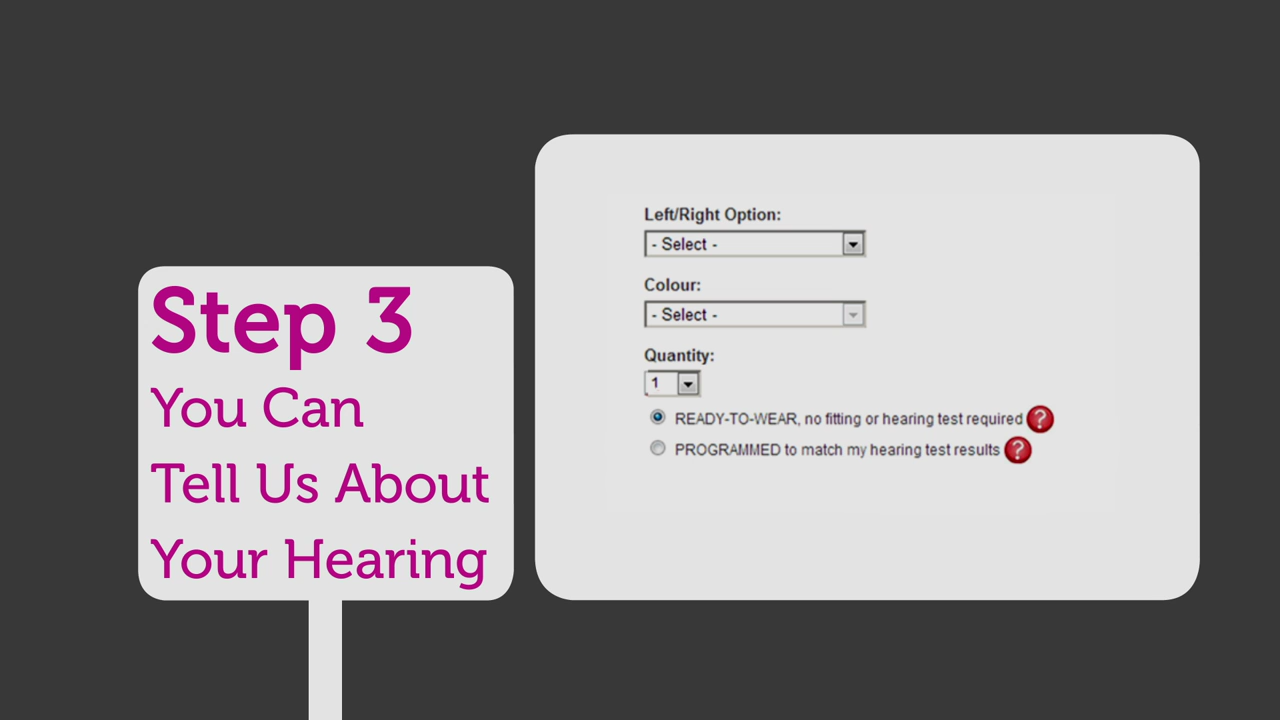 Step 3
You Can
Tell Us About
Your Hearing
Left/Right Option:
- Select -
Colour:
- Select -
Quantity:
1
READY-TO-WEAR, no fitting or hearing test required ?
PROGRAMMED to match my hearing test results ?